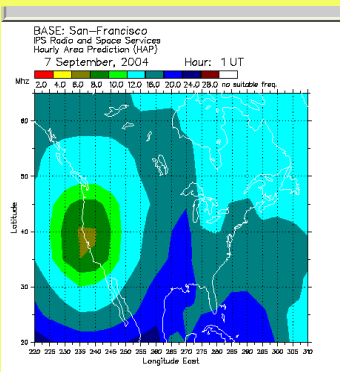 BASE: San-Francisco
IPS Radio and Space Services
Hourly Area Prediction (HAP)
7 September, 2004 Hour: 1 UT
Mhz
2.0 4.0 6.0 8.0 10.0 12.0 15.0 16.0 20.0 24.0 28.0 no suitable freq.
60
50
Latitude
40
30
20
220 225 230 235 240 245 250 255 260 265 270 275 280 285 290 295 300 305 310
Longitude East